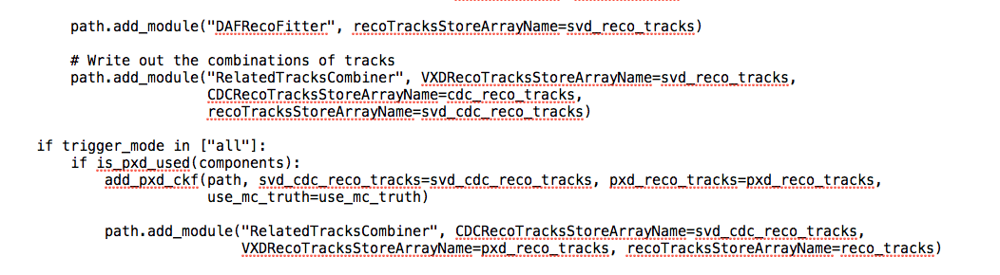 path.add_module("DAFRecoFitter", recoTracksStoreArrayName=svd_reco_tracks)
# Write out the combinations of tracks
path.add_module("RelatedTracksCombiner", VXDRecoTracksStoreArrayName=svd_reco_tracks,
CDCRecoTracksStoreArrayName=cdc_reco_tracks,
recoTracksStoreArrayName=svd_cdc_reco_tracks)
if trigger_mode in ["all"]:
if is_pxd_used(components):
add_pxd_ckf(path, svd_cdc_reco_tracks=svd_cdc_reco_tracks, pxd_reco_tracks=pxd_reco_tracks,
use_mc_truth=use_mc_truth)
path.add_module("RelatedTracksCombiner", CDCRecoTracksStoreArrayName=svd_cdc_reco_tracks,
VXDRecoTracksStoreArrayName=pxd_reco_tracks, recoTracksStoreArrayName=reco_tracks)